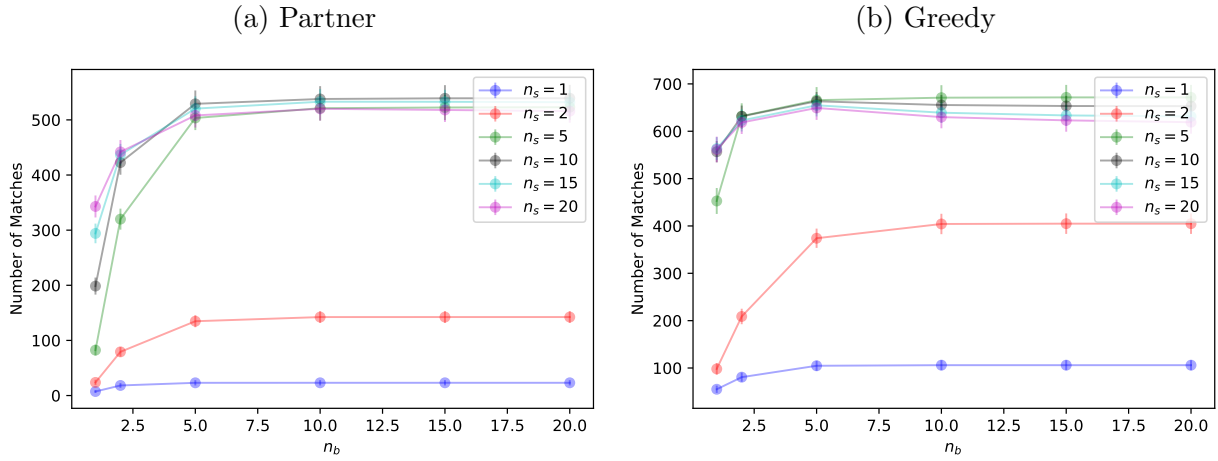 (a) Partner
Number of Matches
500
400
300
200
100
0
2.5 5.0 7.5 10.0 12.5 15.0 17.5 20.0
n_b
n_s = 1
n_s = 2
n_s = 5
n_s = 10
n_s = 15
n_s = 20
(b) Greedy
Number of Matches
700
600
500
400
300
200
100
2.5 5.0 7.5 10.0 12.5 15.0 17.5 20.0
n_b
n_s = 1
n_s = 2
n_s = 5
n_s = 10
n_s = 15
n_s = 20